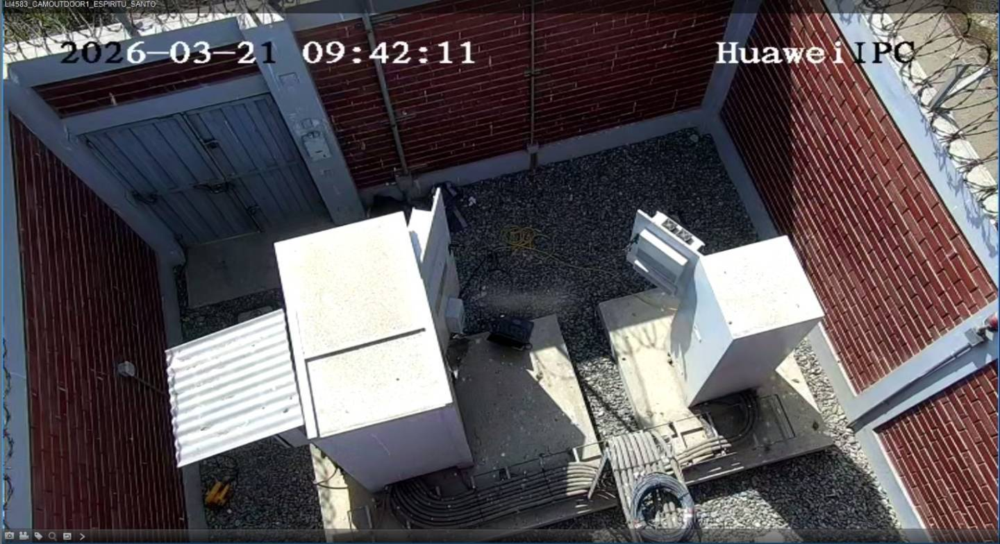 LI4583_CAMOUTDOOR1_ESPIRITU_SANTO
2026-03-21 09:42:11
HuaweiIPC